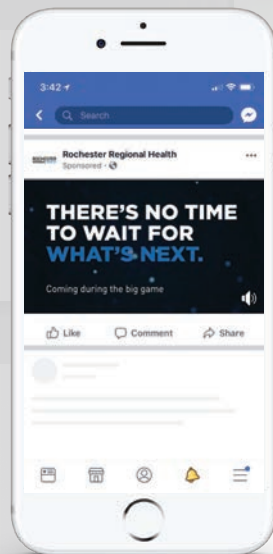 3:42
Search
Rochester Regional Health
Sponsored ·
THERE'S NO TIME
TO WAIT FOR
WHAT'S NEXT.
Coming during the big game
Like Comment Share